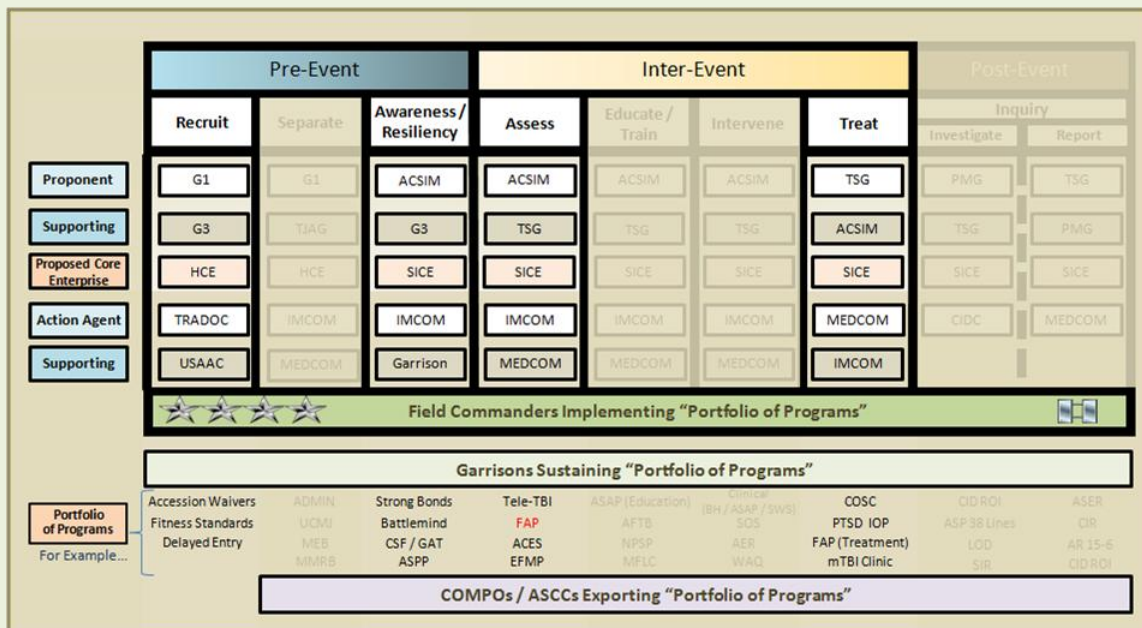 Pre-Event Inter-Event Post-Event
Recruit Separate Awareness / Resiliency Assess Educate / Train Intervene Treat Inquiry
Investigate Report
Proponent G1 G1 ACSIM ACSIM ACSIM ACSIM TSG PMG TSG
Supporting G3 TJAG G3 TSG TSG TSG ACSIM TSG PMG
Proposed Core Enterprise HCE HCE SICE SICE SICE SICE SICE SICE SICE
Action Agent TRADOC IMCOM IMCOM IMCOM IMCOM IMCOM MEDCOM CIDC MEDCOM
Supporting USAAC MEDCOM Garrison MEDCOM MEDCOM MEDCOM IMCOM
Field Commanders Implementing “Portfolio of Programs”
Garrisons Sustaining “Portfolio of Programs”
Portfolio of Programs
For Example...
Accession Waivers ADMIN Strong Bonds Tele-TBI ASAP (Education) Clinical (BH / ASAP / SWS) COSC CID ROI ASER
Fitness Standards UCMJ Battlemind FAP AFTB SOS PTSD IOP ASP 38 Lines CIR
Delayed Entry MEB CSF / GAT ACES NPSP AER FAP (Treatment) LOD AR 15-6
MMRB ASPP EFMP MFLC WAQ mTBI Clinic SIR CID ROI
COMPOs / ASCCs Exporting “Portfolio of Programs”